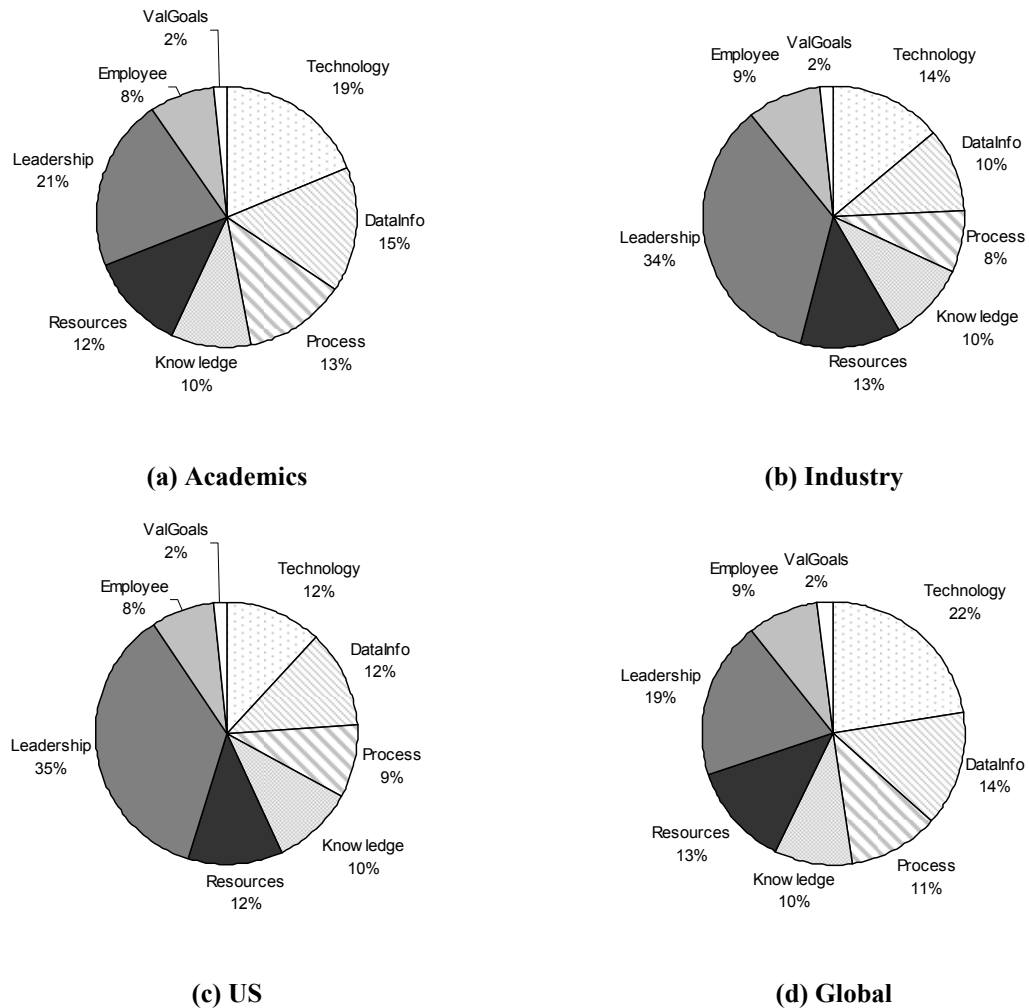 ValGoals
2%
Technology
19%
DataInfo
15%
Process
13%
Know ledge
10%
Resources
12%
Leadership
21%
Employee
8%
(a) Academics
ValGoals
2%
Technology
14%
DataInfo
10%
Process
8%
Know ledge
10%
Resources
13%
Leadership
34%
Employee
9%
(b) Industry
ValGoals
2%
Technology
12%
DataInfo
12%
Process
9%
Know ledge
10%
Resources
12%
Leadership
35%
Employee
8%
(c) US
ValGoals
2%
Technology
22%
DataInfo
14%
Process
11%
Know ledge
10%
Resources
13%
Leadership
19%
Employee
9%
(d) Global